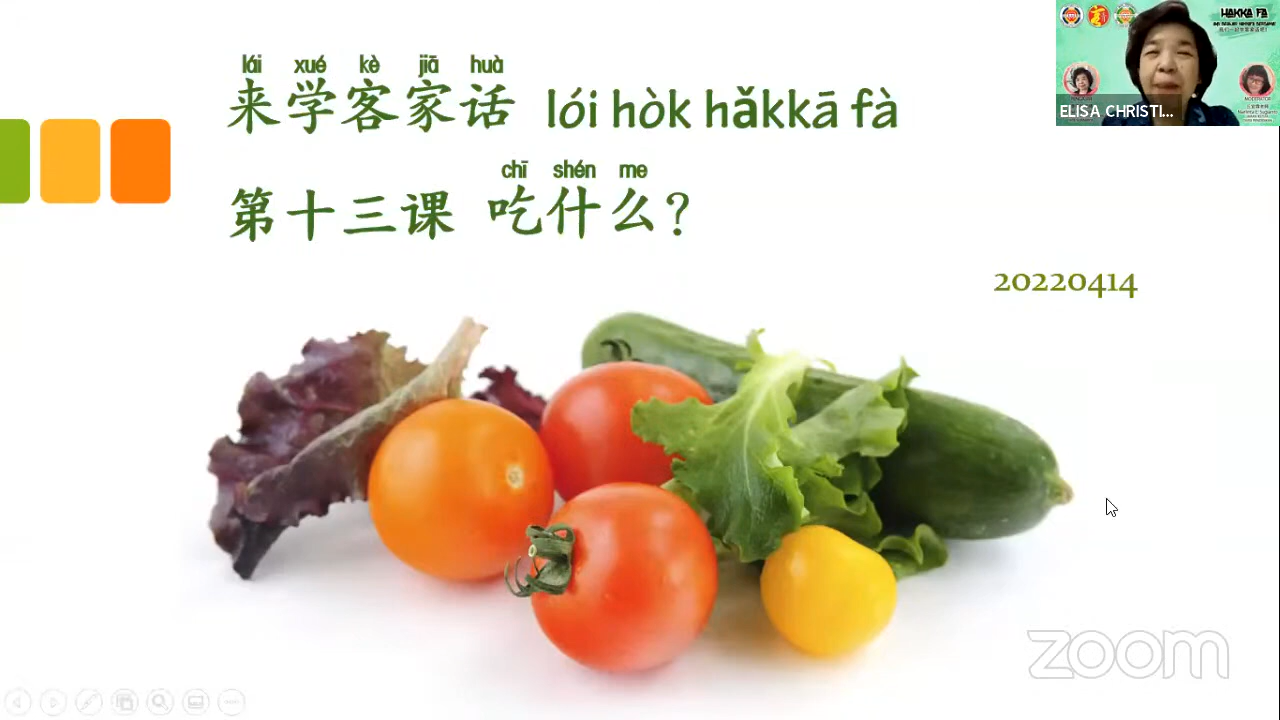 lái xué kè jiā huà
来学客家话 lói hòk hǎkkā fà
chī shén me
第十三课 吃什么？
20220414
HAKKA FA
MODERATOR
ELISA CHRISTI...
zoom